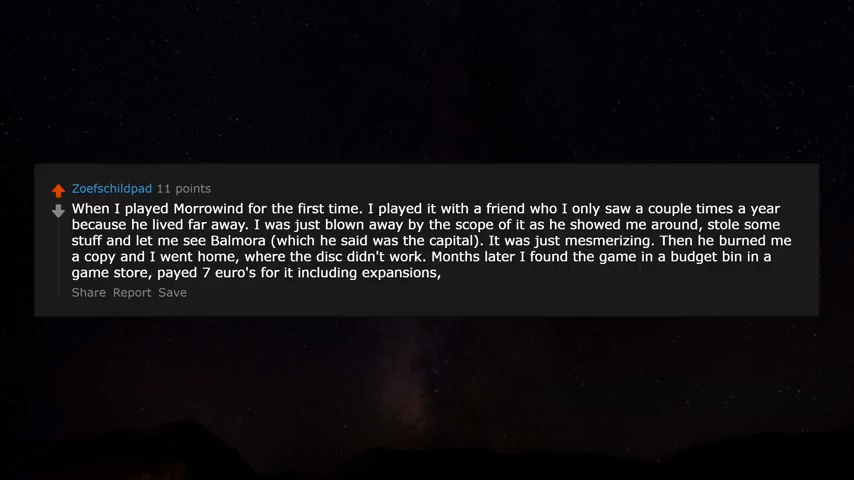 Zoefschildpad 11 points
When I played Morrowind for the first time. I played it with a friend who I only saw a couple times a year
because he lived far away. I was just blown away by the scope of it as he showed me around, stole some
stuff and let me see Balmora (which he said was the capital). It was just mesmerizing. Then he burned me
a copy and I went home, where the disc didn't work. Months later I found the game in a budget bin in a
game store, payed 7 euro's for it including expansions,
Share Report Save